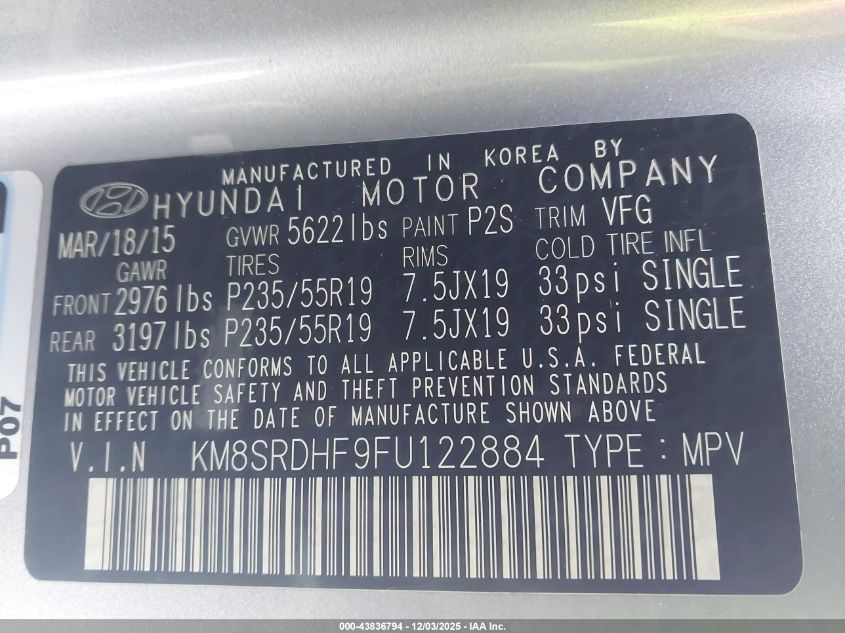 MANUFACTURED IN KOREA BY
HYUNDAI MOTOR COMPANY
MAR/18/15 GVWR 5622lbs PAINT P2S TRIM VFG
GAWR TIRES RIMS COLD TIRE INFL
FRONT 2976lbs P235/55R19 7.5JX19 33psi SINGLE
REAR 3197lbs P235/55R19 7.5JX19 33psi SINGLE
THIS VEHICLE CONFORMS TO ALL APPLICABLE U.S.A. FEDERAL
MOTOR VEHICLE SAFETY AND THEFT PREVENTION STANDARDS
IN EFFECT ON THE DATE OF MANUFACTURE SHOWN ABOVE
V.I.N KM8SRDHF9FU122884 TYPE : MPV
P07
000-43836794 - 12/03/2025 - IAA Inc.